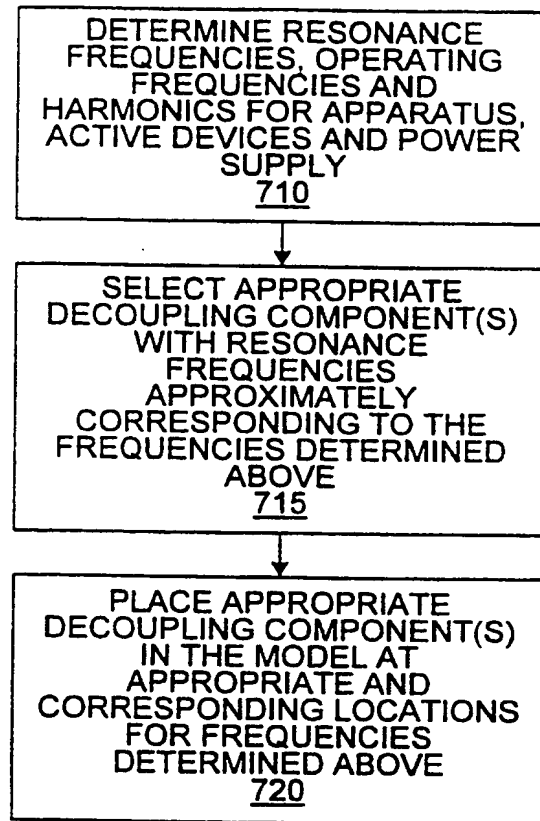 DETERMINE RESONANCE
FREQUENCIES, OPERATING
FREQUENCIES AND
HARMONICS FOR APPARATUS,
ACTIVE DEVICES AND POWER
SUPPLY
710
SELECT APPROPRIATE
DECOUPLING COMPONENT(S)
WITH RESONANCE
FREQUENCIES
APPROXIMATELY
CORRESPONDING TO THE
FREQUENCIES DETERMINED
ABOVE
715
PLACE APPROPRIATE
DECOUPLING COMPONENT(S)
IN THE MODEL AT
APPROPRIATE AND
CORRESPONDING LOCATIONS
FOR FREQUENCIES
DETERMINED ABOVE
720